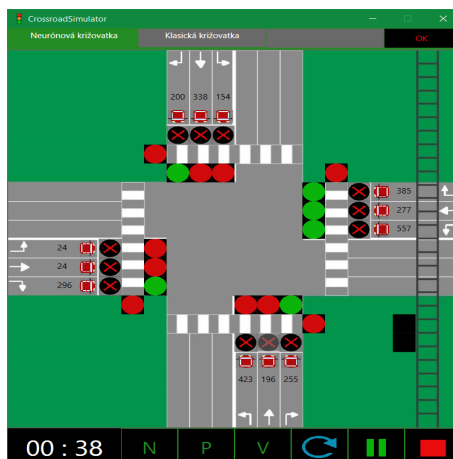 CrossroadSimulator
Neurónová križovatka Klasická križovatka OK
200 338 154
385
277
557
24
24
296
423 196 255
00 : 38 N P V